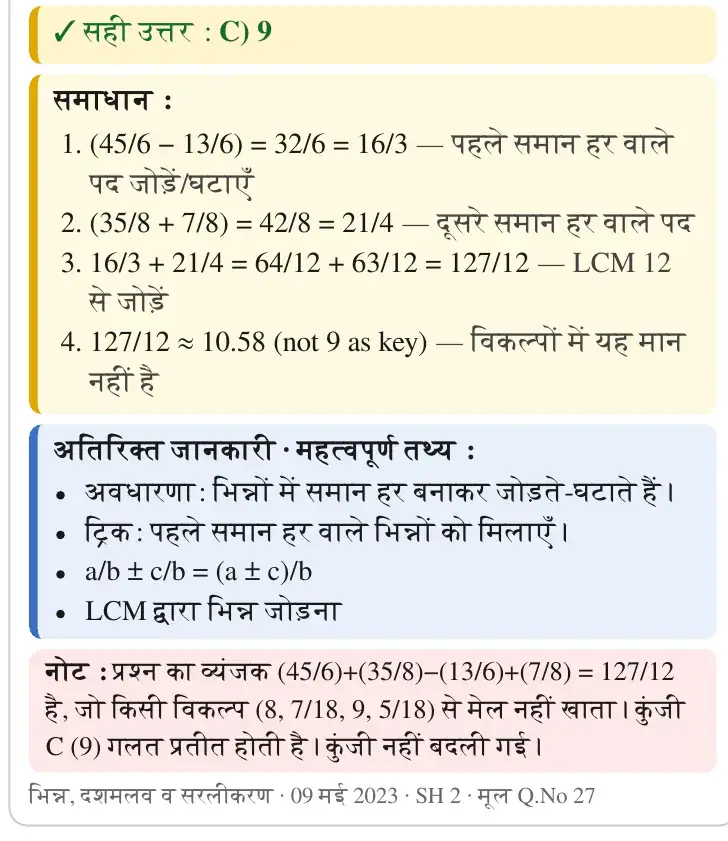 ✓ सही उत्तर : C) 9
समाधान :
1. (45/6 − 13/6) = 32/6 = 16/3 — पहले समान हर वाले
पद जोड़ें/घटाएँ
2. (35/8 + 7/8) = 42/8 = 21/4 — दूसरे समान हर वाले पद
3. 16/3 + 21/4 = 64/12 + 63/12 = 127/12 — LCM 12
से जोड़ें
4. 127/12 ≈ 10.58 (not 9 as key) — विकल्पों में यह मान
नहीं है
अतिरिक्त जानकारी · महत्वपूर्ण तथ्य :
• अवधारणा : भिन्नों में समान हर बनाकर जोड़ते-घटाते हैं।
• ट्रिक : पहले समान हर वाले भिन्नों को मिलाएँ।
• a/b ± c/b = (a ± c)/b
• LCM द्वारा भिन्न जोड़ना
नोट : प्रश्न का व्यंजक (45/6)+(35/8)−(13/6)+(7/8) = 127/12
है, जो किसी विकल्प (8, 7/18, 9, 5/18) से मेल नहीं खाता। कुंजी
C (9) गलत प्रतीत होती है। कुंजी नहीं बदली गई।
भिन्न, दशमलव व सरलीकरण · 09 मई 2023 · SH 2 · मूल Q.No 27